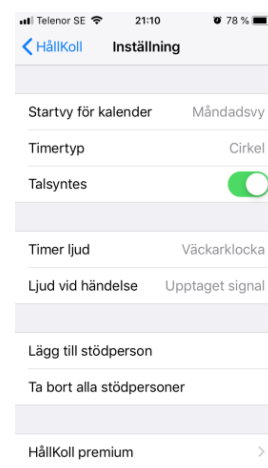 Telenor SE 21:10 78 %
HållKoll Inställning
Startvy för kalender Måndadsvy
Timertyp Cirkel
Talsyntes
Timer ljud Väckarklocka
Ljud vid händelse Upptaget signal
Lägg till stödperson
Ta bort alla stödpersoner
HållKoll premium